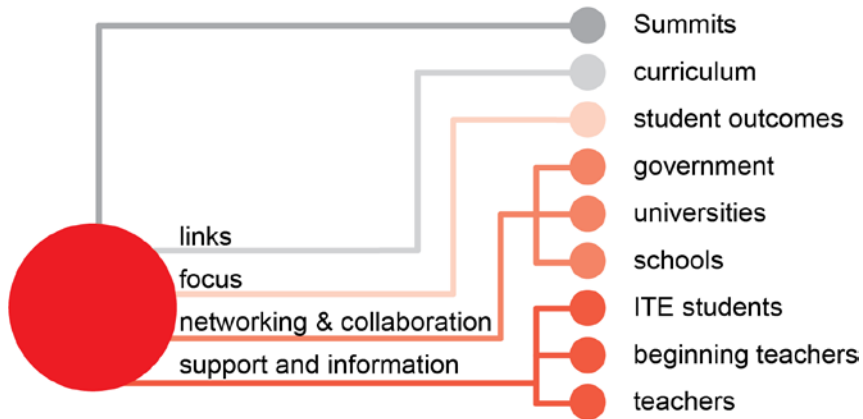 Summits
curriculum
student outcomes
government
universities
links
schools
focus
ITE students
networking & collaboration
beginning teachers
support and information
teachers